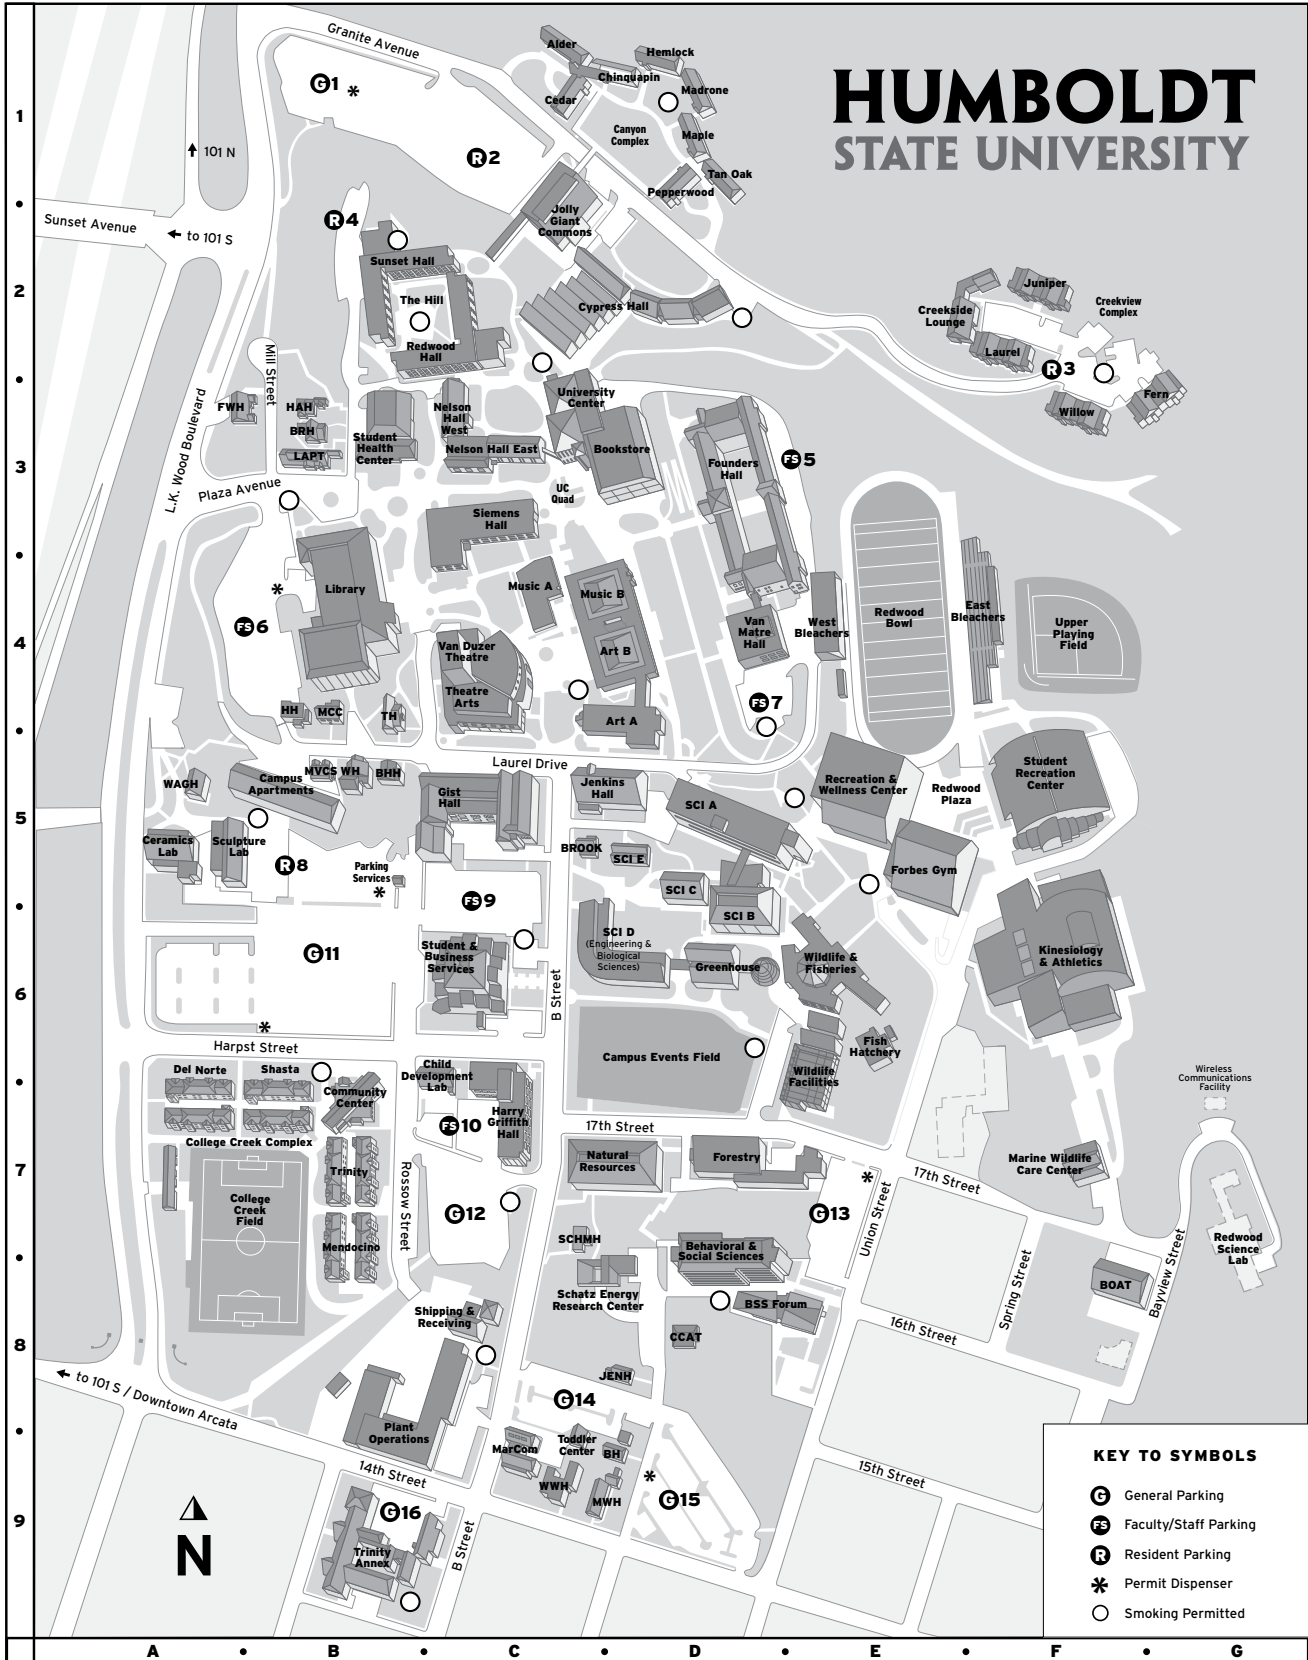 HUMBOLDT
STATE UNIVERSITY
1
2
3
4
5
6
7
8
9
Granite Avenue
G1 *
R2
101 N
Sunset Avenue
to 101 S
R4
Alder
Hemlock
Chinquapin
Cedar
Madrone
Canyon
Complex
Maple
Tan Oak
Pepperwood
Jolly
Giant
Commons
Sunset Hall
The Hill
Redwood
Hall
Cypress Hall
Juniper
Creekside
Lounge
Creekview
Complex
Laurel
R3
Fern
Willow
Mill Street
L.K. Wood Boulevard
FWH
HAH
BRH
LAPT
Student
Health
Center
Nelson
Hall
West
Nelson Hall East
University
Center
Bookstore
Founders
Hall
FS5
Plaza Avenue
UC
Quad
Siemens
Hall
Library
*
FS6
Music A
Music B
Art B
Van
Matre
Hall
West
Bleachers
Redwood
Bowl
East
Bleachers
Upper
Playing
Field
Van Duzer
Theatre
Theatre
Arts
Art A
FS7
HH
MCC
TH
Laurel Drive
WAGH
Campus
Apartments
MVCS
WH
BHH
Gist
Hall
Jenkins
Hall
SCI A
Recreation &
Wellness Center
Redwood
Plaza
Student
Recreation
Center
Ceramics
Lab
Sculpture
Lab
R8
Parking
Services
*
BROOK
SCI E
SCI C
SCI B
Forbes Gym
FS9
G11
Student &
Business
Services
SCI D
(Engineering &
Biological
Sciences)
Greenhouse
Wildlife &
Fisheries
Kinesiology
& Athletics
B Street
*
Harpst Street
Campus Events Field
Fish
Hatchery
Wildlife
Facilities
Del Norte
Shasta
Community
Center
Child
Development
Lab
Harry
Griffith
Hall
FS10
College Creek Complex
17th Street
Wireless
Communications
Facility
College
Creek
Field
Trinity
Mendocino
Rossow Street
G12
Natural
Resources
Forestry
*
G13
17th Street
Union Street
Marine Wildlife
Care Center
Redwood
Science
Lab
SCHMH
Behavioral &
Social Sciences
Schatz Energy
Research Center
BSS Forum
BOAT
Spring Street
Bayview Street
Shipping &
Receiving
CCAT
16th Street
JENH
to 101 S / Downtown Arcata
G14
Plant
Operations
MarCom
Toddler
Center
BH
WWH
MWH
*
G15
15th Street
14th Street
G16
Trinity
Annex
B Street
N
KEY TO SYMBOLS
G General Parking
FS Faculty/Staff Parking
R Resident Parking
* Permit Dispenser
Smoking Permitted
A • B • C • D • E • F • G